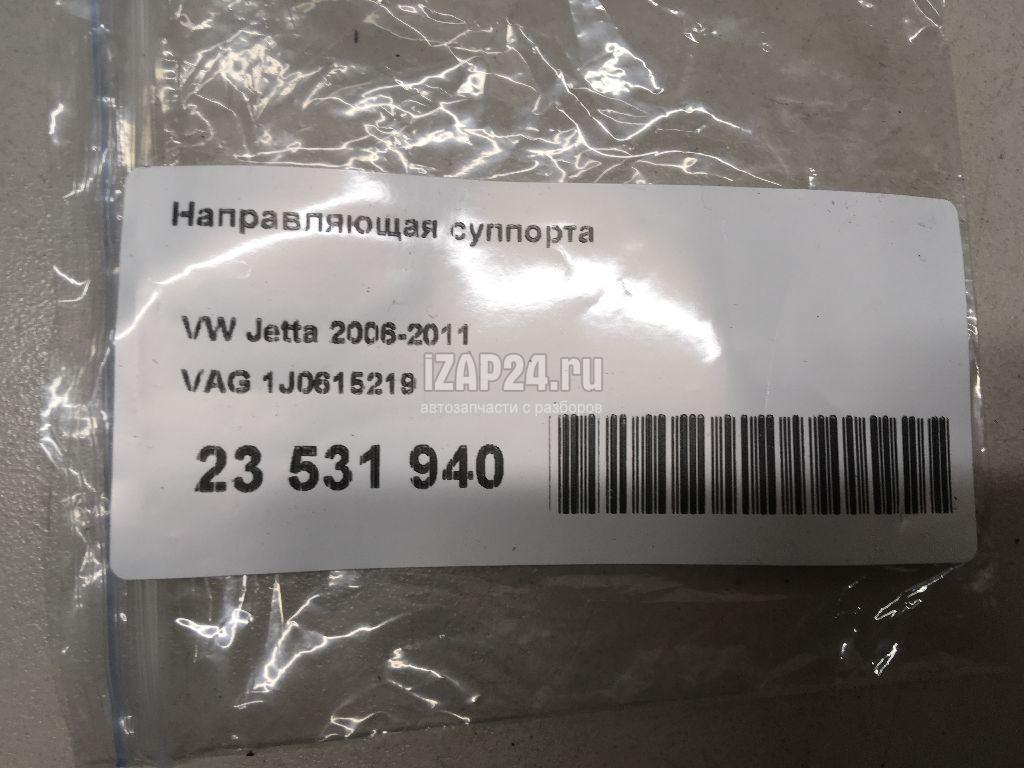 Направляющая суппорта
VW Jetta 2006-2011
VAG 1J0615219
iZAP24.ru
автозапчасти с разборов
23 531 940